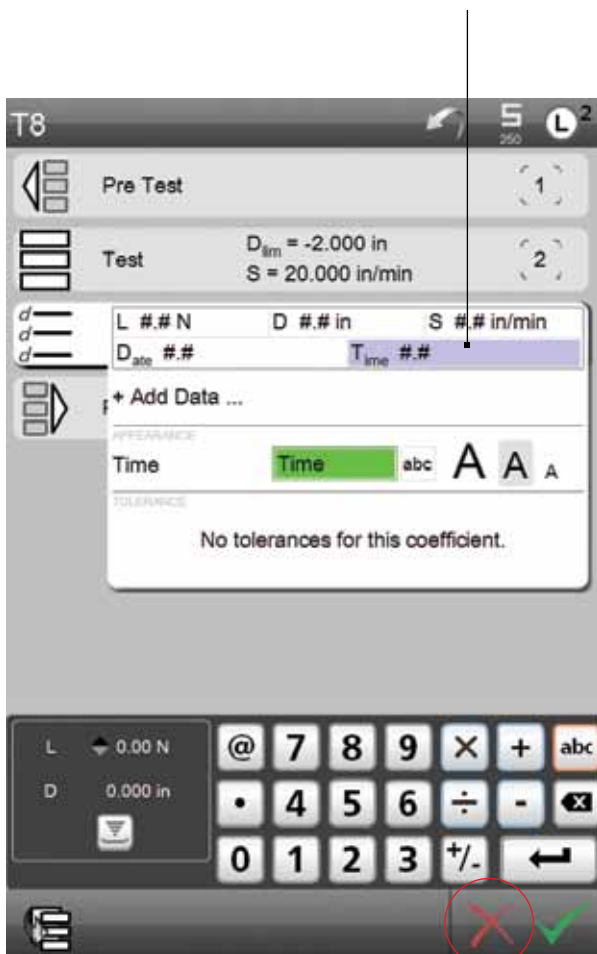 T8
S
250
L 2
Pre Test
1
Test
D lim = -2.000 in
S = 20.000 in/min
2
d
d
d
L #.# N D #.# in S #.# in/min
Date #.# Time #.#
+ Add Data ...
APPEARANCE
Time Time abc A A A
TOLERANCE
No tolerances for this coefficient.
L 0.00 N
D 0.000 in
@ 7 8 9 × + abc
. 4 5 6 ÷ -
0 1 2 3 +/-